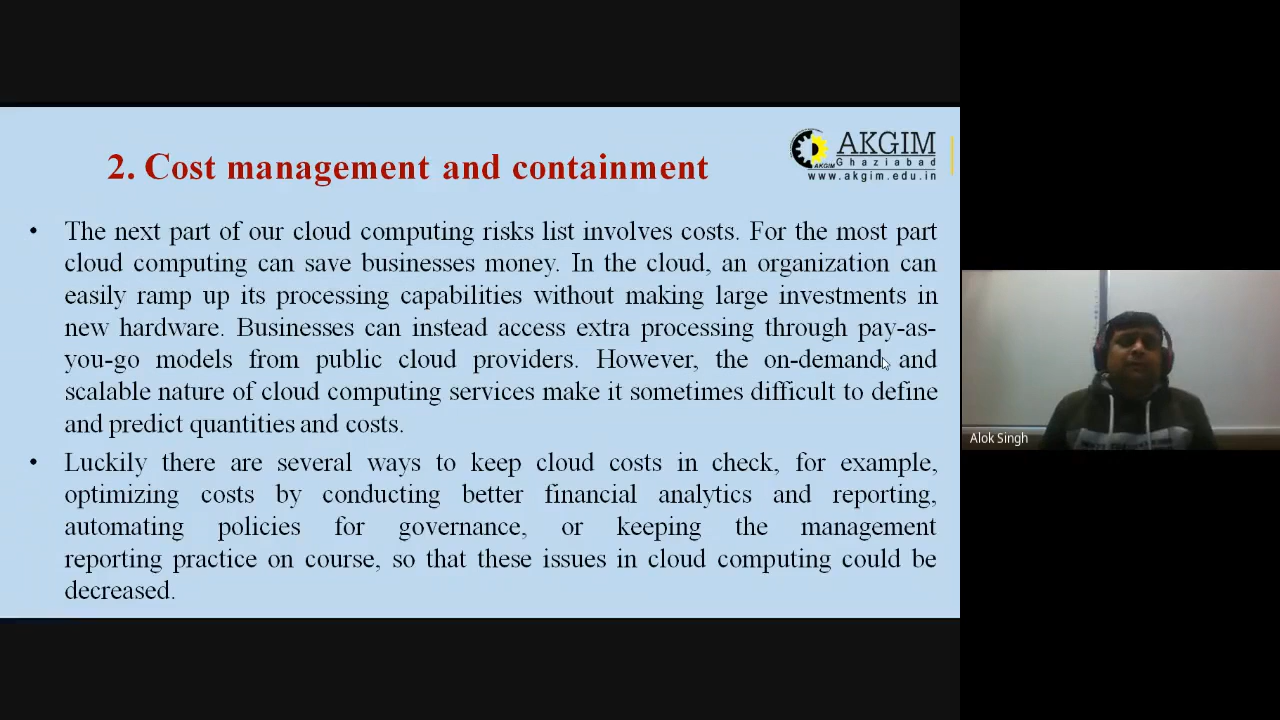 2. Cost management and containment
AKGIM
Ghaziabad
AKGIM
www.akgim.edu.in
• The next part of our cloud computing risks list involves costs. For the most part
cloud computing can save businesses money. In the cloud, an organization can
easily ramp up its processing capabilities without making large investments in
new hardware. Businesses can instead access extra processing through pay-as-
you-go models from public cloud providers. However, the on-demand and
scalable nature of cloud computing services make it sometimes difficult to define
and predict quantities and costs.
• Luckily there are several ways to keep cloud costs in check, for example,
optimizing costs by conducting better financial analytics and reporting,
automating policies for governance, or keeping the management
reporting practice on course, so that these issues in cloud computing could be
decreased.
Alok Singh